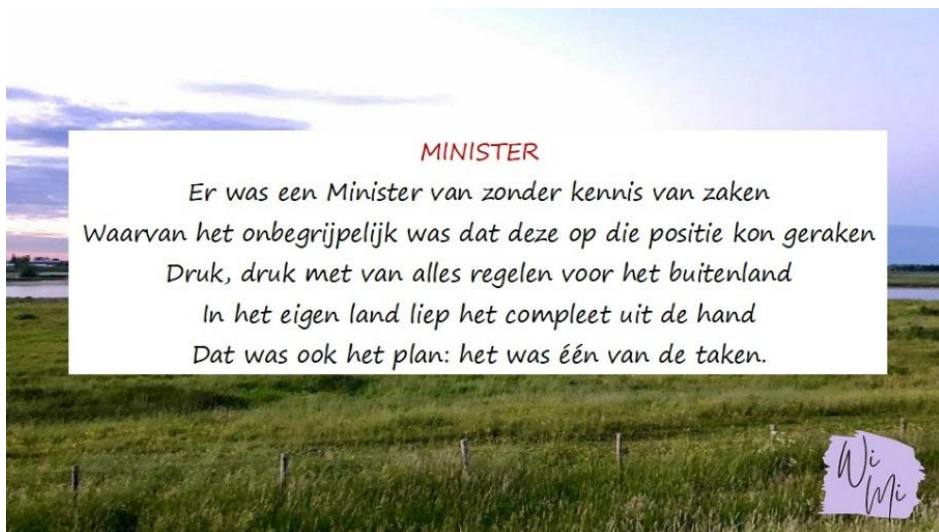 MINISTER
Er was een Minister van zonder kennis van zaken
Waarvan het onbegrijpelijk was dat deze op die positie kon geraken
Druk, druk met van alles regelen voor het buitenland
In het eigen land liep het compleet uit de hand
Dat was ook het plan: het was één van de taken.
Wi
Mi